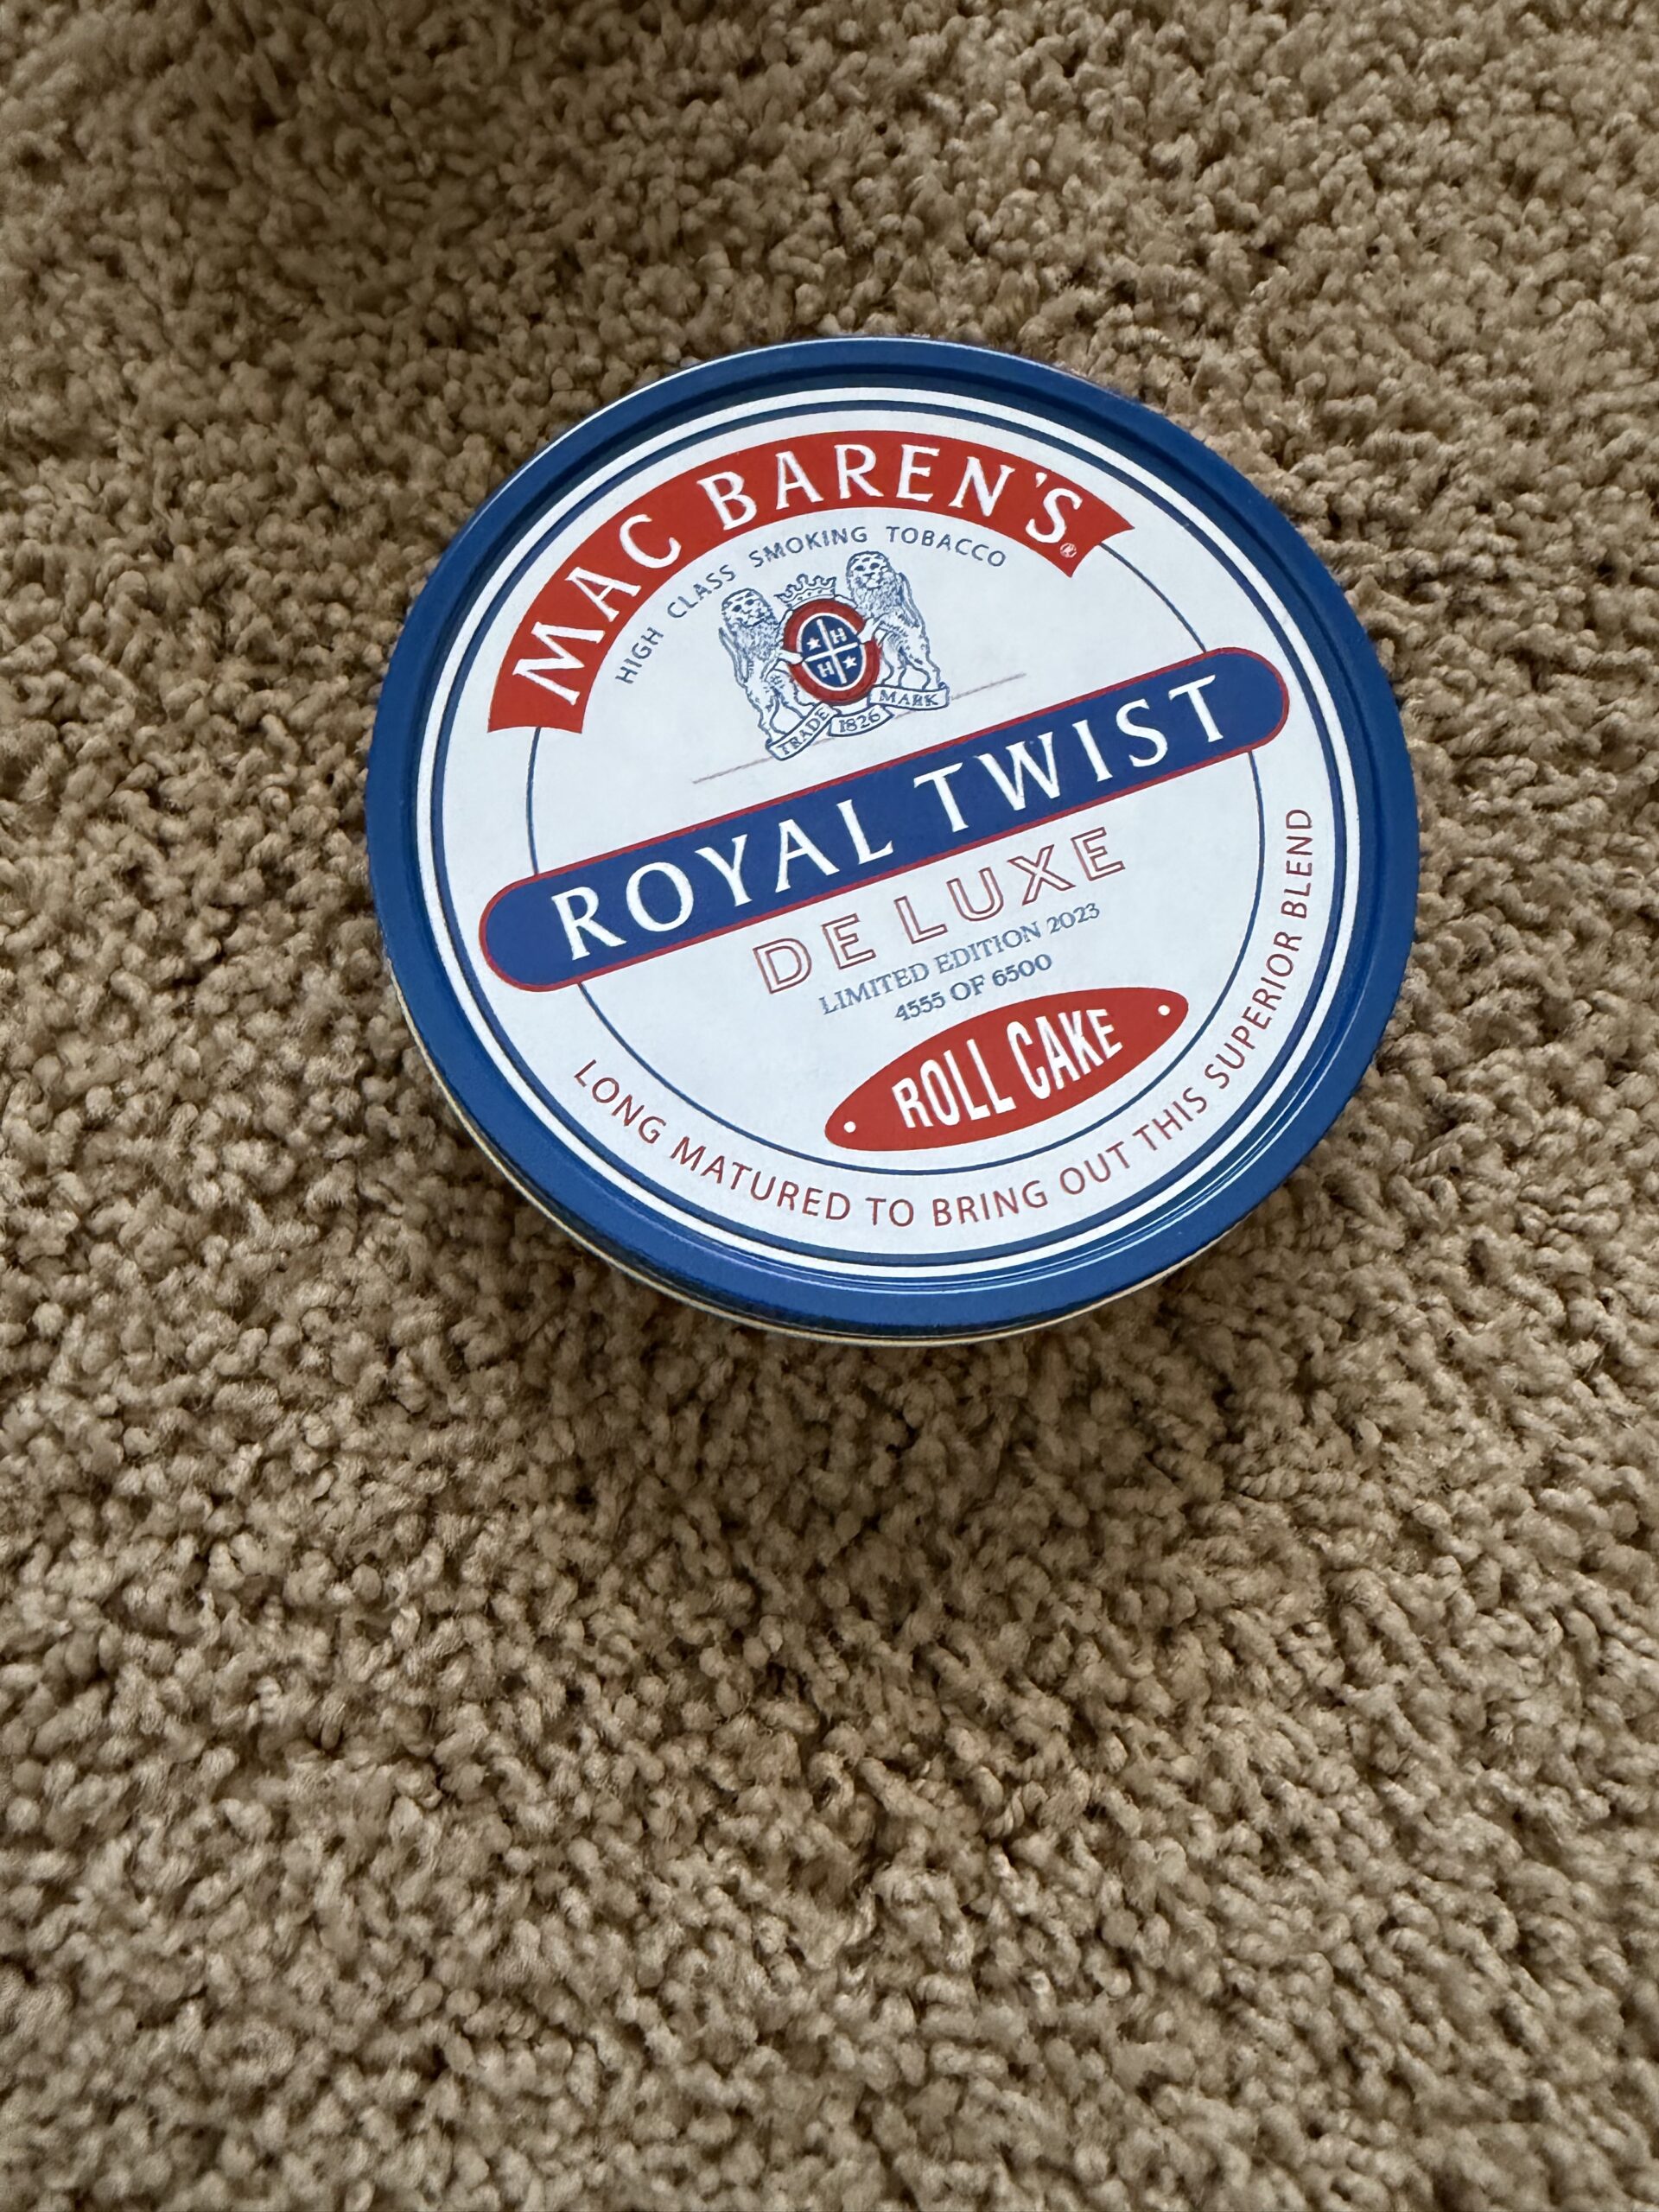 MAC BAREN'S®
HIGH CLASS SMOKING TOBACCO
H
H
TRADE 1826 MARK
ROYAL TWIST
DE LUXE
LIMITED EDITION 2023
4555 OF 6500
ROLL CAKE
LONG MATURED TO BRING OUT THIS SUPERIOR BLEND